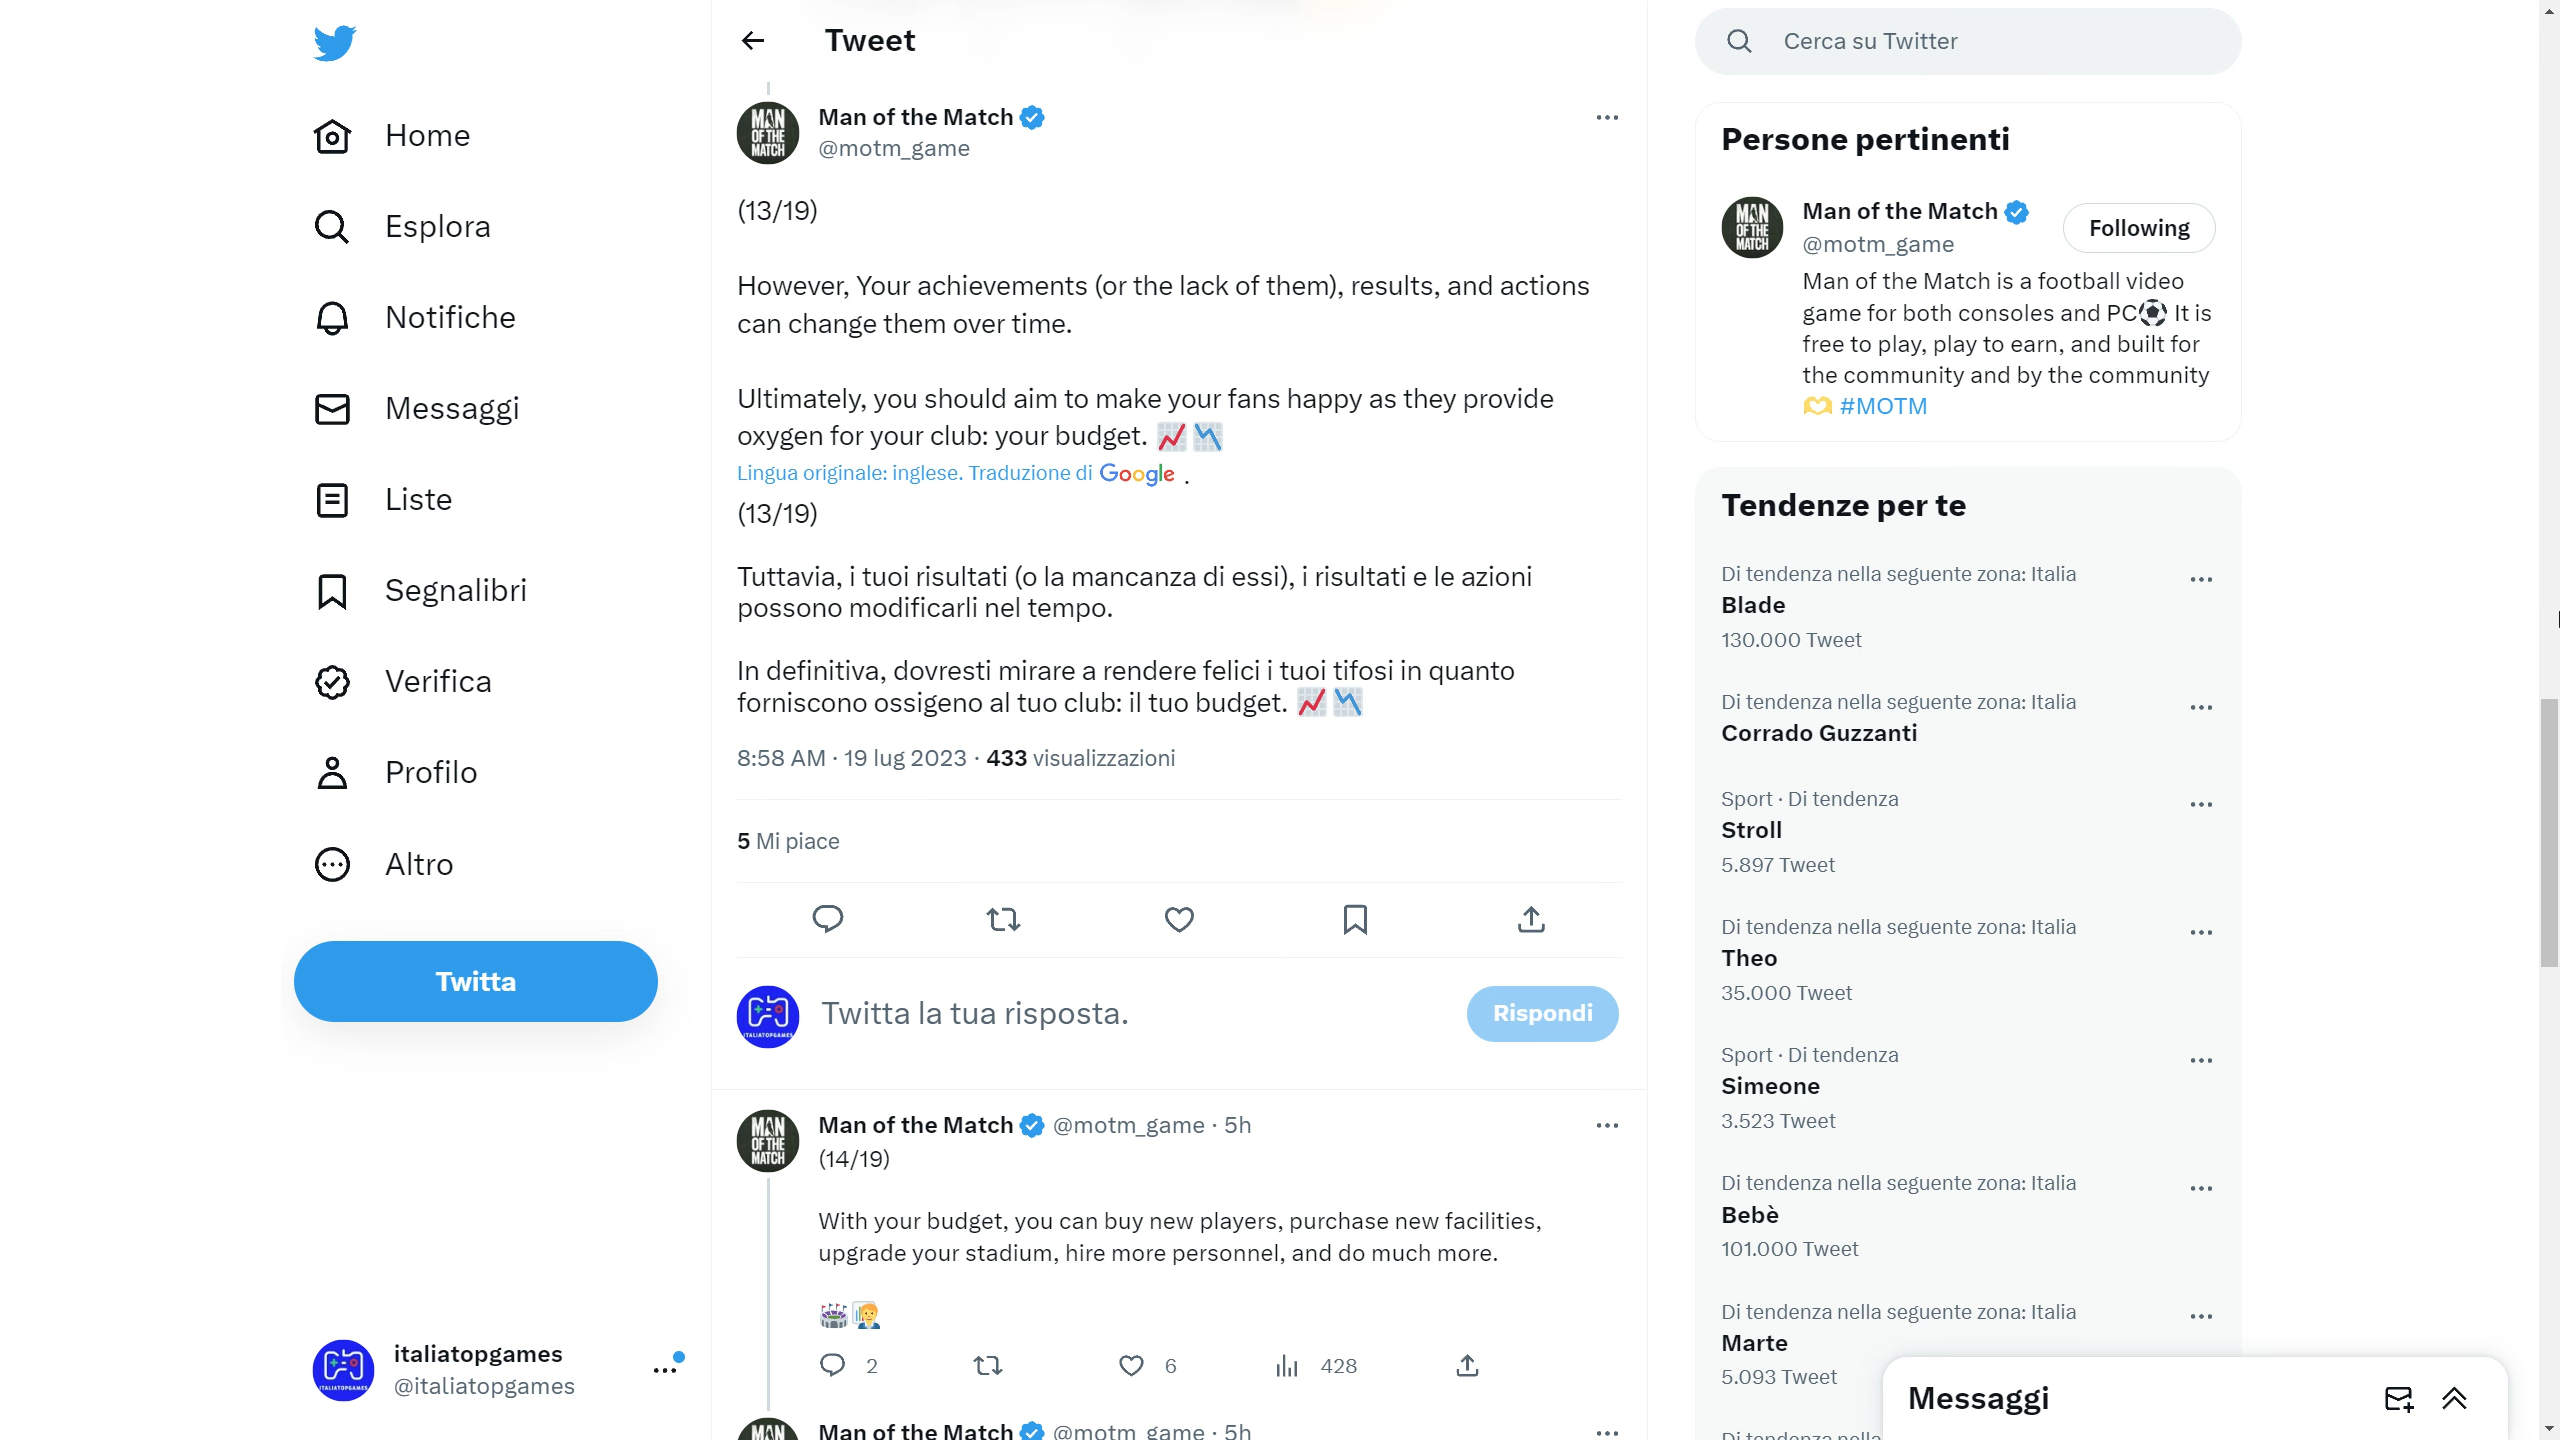 Home
Esplora
Notifiche
Messaggi
Liste
Segnalibri
Verifica
Profilo
Altro
Twitta
italiatopgames
@italiatopgames
Tweet
MAN OF THE MATCH
Man of the Match
@motm_game
(13/19)
However, Your achievements (or the lack of them), results, and actions
can change them over time.
Ultimately, you should aim to make your fans happy as they provide
oxygen for your club: your budget. 📈📉
Lingua originale: inglese. Traduzione di Google .
(13/19)
Tuttavia, i tuoi risultati (o la mancanza di essi), i risultati e le azioni
possono modificarli nel tempo.
In definitiva, dovresti mirare a rendere felici i tuoi tifosi in quanto
forniscono ossigeno al tuo club: il tuo budget. 📈📉
8:58 AM · 19 lug 2023 · 433 visualizzazioni
5 Mi piace
Twitta la tua risposta.
Rispondi
Man of the Match @motm_game · 5h
(14/19)
With your budget, you can buy new players, purchase new facilities,
upgrade your stadium, hire more personnel, and do much more.
2 6 428
Man of the Match @motm_game · 5h
Cerca su Twitter
Persone pertinenti
Man of the Match
@motm_game
Following
Man of the Match is a football video
game for both consoles and PC⚽ It is
free to play, play to earn, and built for
the community and by the community
🫶 #MOTM
Tendenze per te
Di tendenza nella seguente zona: Italia
Blade
130.000 Tweet
Di tendenza nella seguente zona: Italia
Corrado Guzzanti
Sport · Di tendenza
Stroll
5.897 Tweet
Di tendenza nella seguente zona: Italia
Theo
35.000 Tweet
Sport · Di tendenza
Simeone
3.523 Tweet
Di tendenza nella seguente zona: Italia
Bebè
101.000 Tweet
Di tendenza nella seguente zona: Italia
Marte
5.093 Tweet
Di tendenza nella
Messaggi